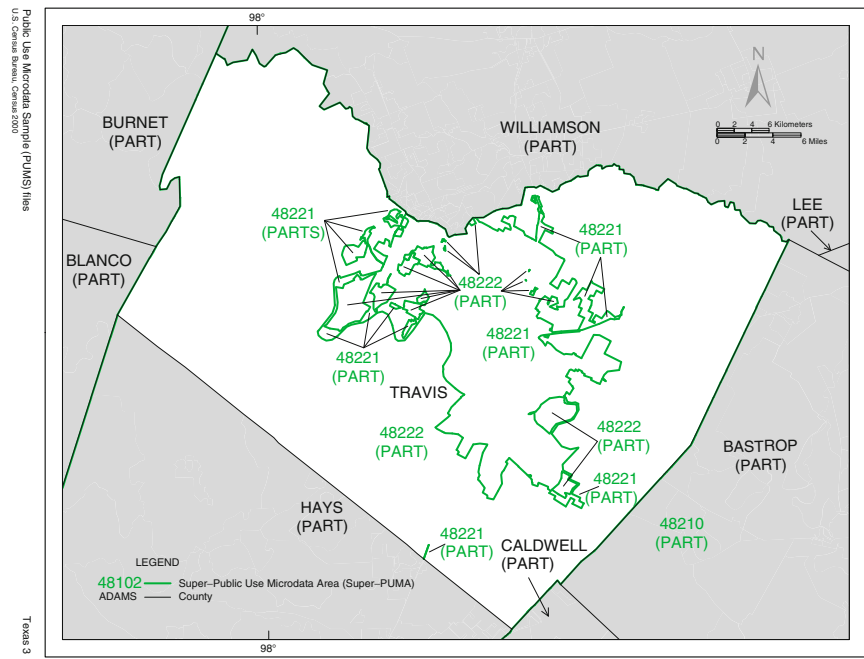 98°
Public Use Microdata Sample (PUMS) files
U.S. Census Bureau, Census 2000
N
BURNET
(PART)
WILLIAMSON
(PART)
0 2 4 6 Kilometers
0 2 4 6 Miles
LEE
(PART)
48221
(PARTS)
48221
(PART)
BLANCO
(PART)
48222
(PART)
48221
(PART)
48221
(PART)
TRAVIS
48222
(PART)
48222
(PART)
BASTROP
(PART)
48221
(PART)
HAYS
(PART)
48210
(PART)
48221
(PART)
CALDWELL
(PART)
LEGEND
48102 Super–Public Use Microdata Area (Super–PUMA)
ADAMS County
Texas 3
98°